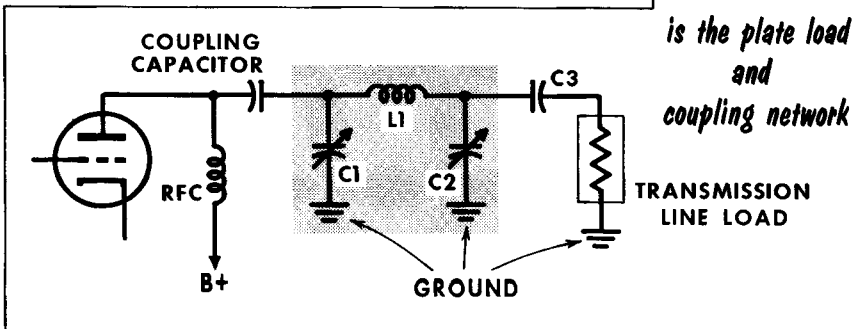 is the plate load
and
coupling network
COUPLING
CAPACITOR
C3
L1
RFC
C1
C2
TRANSMISSION
LINE LOAD
B+
GROUND